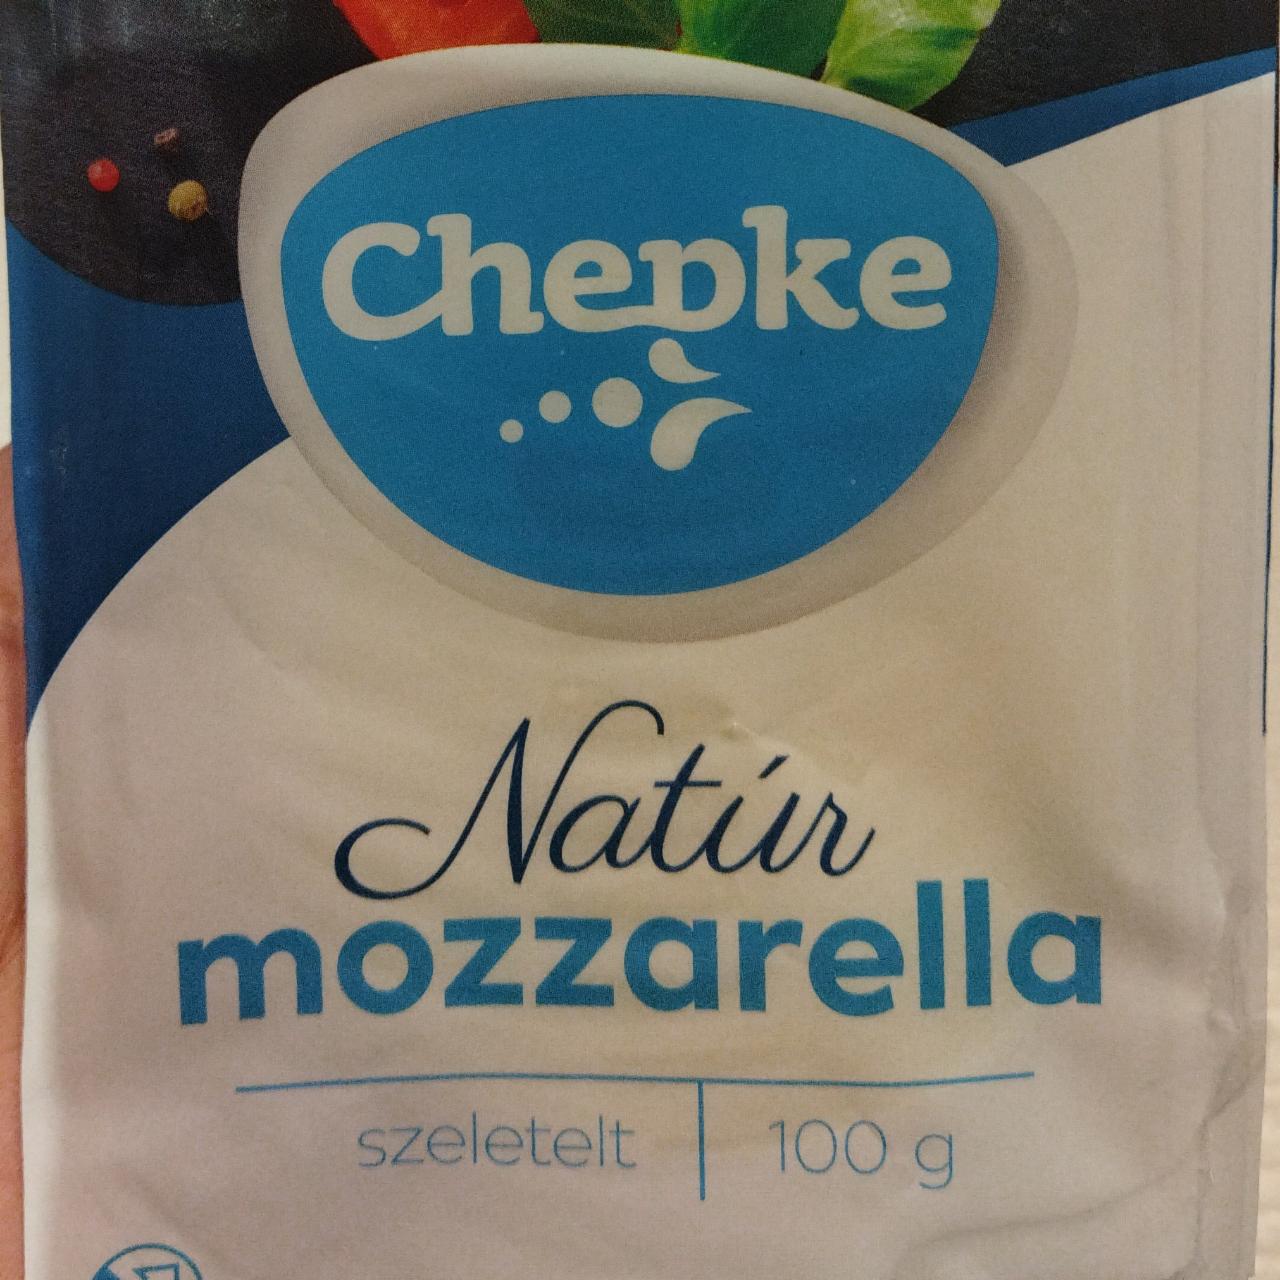 Chepke
Natúr
mozzarella
szeletelt | 100 g